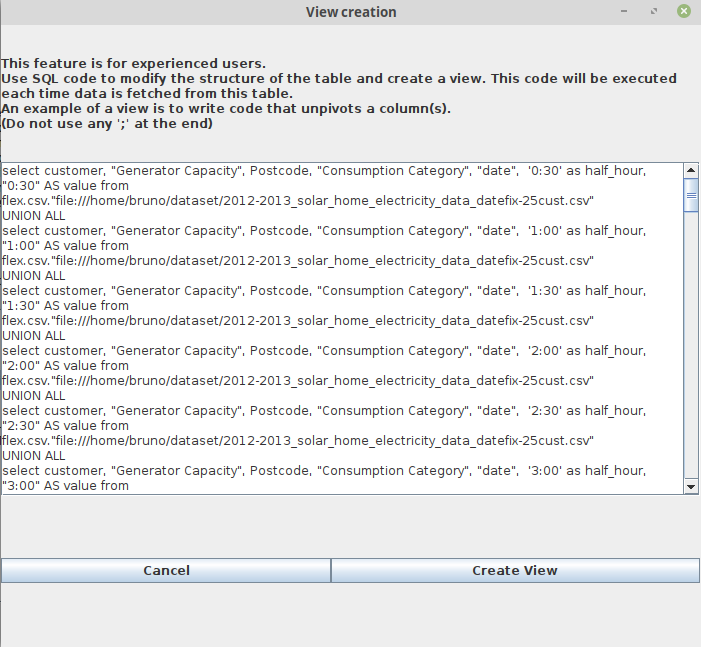 View creation
This feature is for experienced users.
Use SQL code to modify the structure of the table and create a view. This code will be executed
each time data is fetched from this table.
An example of a view is to write code that unpivots a column(s).
(Do not use any ';' at the end)
select customer, "Generator Capacity", Postcode, "Consumption Category", "date",  '0:30' as half_hour,
"0:30" AS value from
flex.csv."file:///home/bruno/dataset/2012-2013_solar_home_electricity_data_datefix-25cust.csv"
UNION ALL
select customer, "Generator Capacity", Postcode, "Consumption Category", "date",  '1:00' as half_hour,
"1:00" AS value from
flex.csv."file:///home/bruno/dataset/2012-2013_solar_home_electricity_data_datefix-25cust.csv"
UNION ALL
select customer, "Generator Capacity", Postcode, "Consumption Category", "date",  '1:30' as half_hour,
"1:30" AS value from
flex.csv."file:///home/bruno/dataset/2012-2013_solar_home_electricity_data_datefix-25cust.csv"
UNION ALL
select customer, "Generator Capacity", Postcode, "Consumption Category", "date",  '2:00' as half_hour,
"2:00" AS value from
flex.csv."file:///home/bruno/dataset/2012-2013_solar_home_electricity_data_datefix-25cust.csv"
UNION ALL
select customer, "Generator Capacity", Postcode, "Consumption Category", "date",  '2:30' as half_hour,
"2:30" AS value from
flex.csv."file:///home/bruno/dataset/2012-2013_solar_home_electricity_data_datefix-25cust.csv"
UNION ALL
select customer, "Generator Capacity", Postcode, "Consumption Category", "date",  '3:00' as half_hour,
"3:00" AS value from
Cancel
Create View